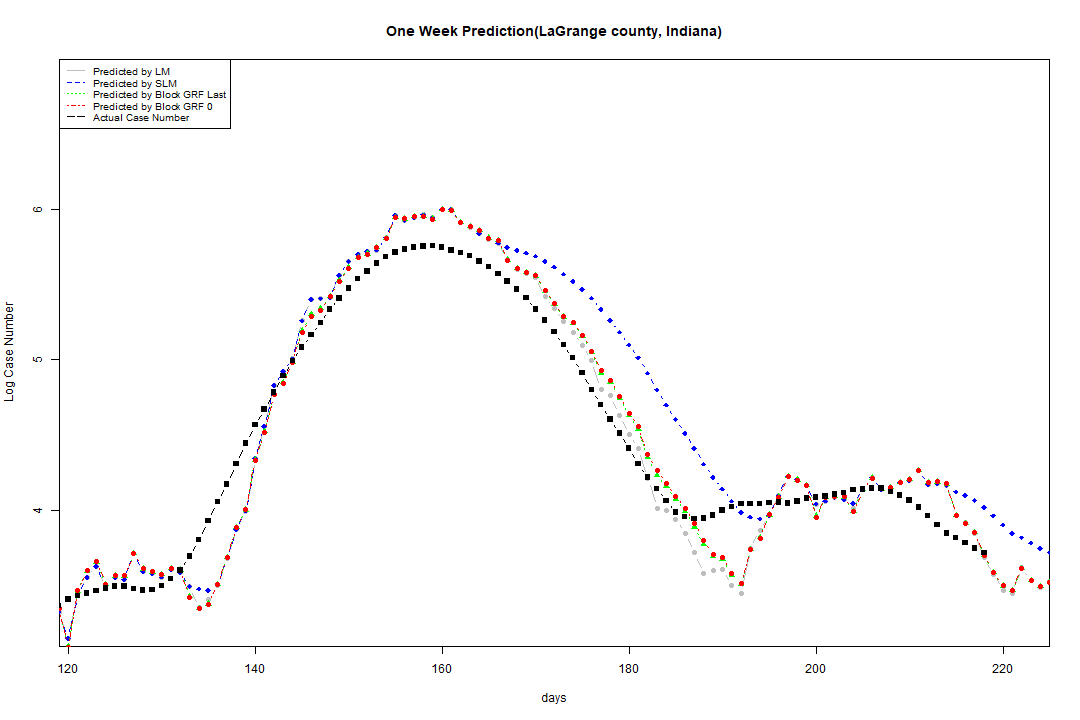 One Week Prediction(LaGrange county, Indiana)
Predicted by LM
Predicted by SLM
Predicted by Block GRF Last
Predicted by Block GRF 0
Actual Case Number
6
5
4
Log Case Number
120 140 160 180 200 220
days